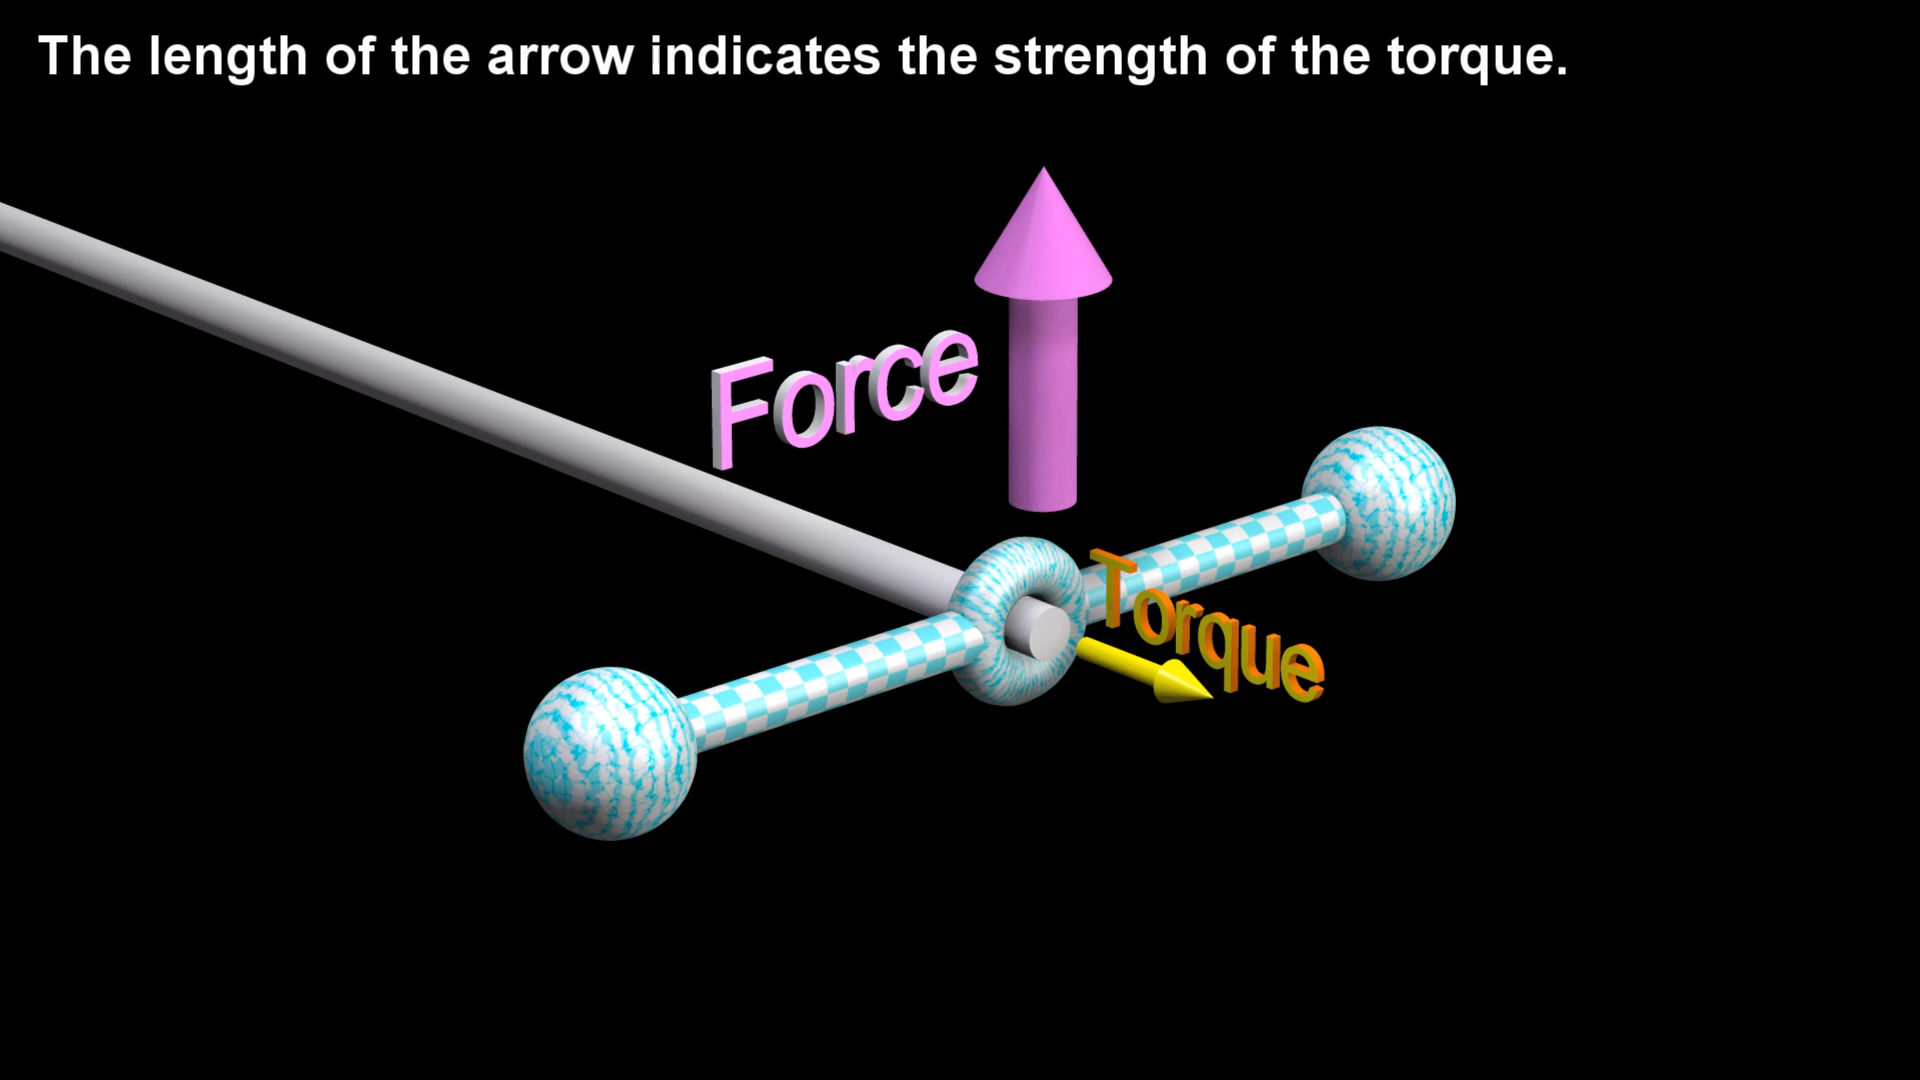 The length of the arrow indicates the strength of the torque.
Force
Torque